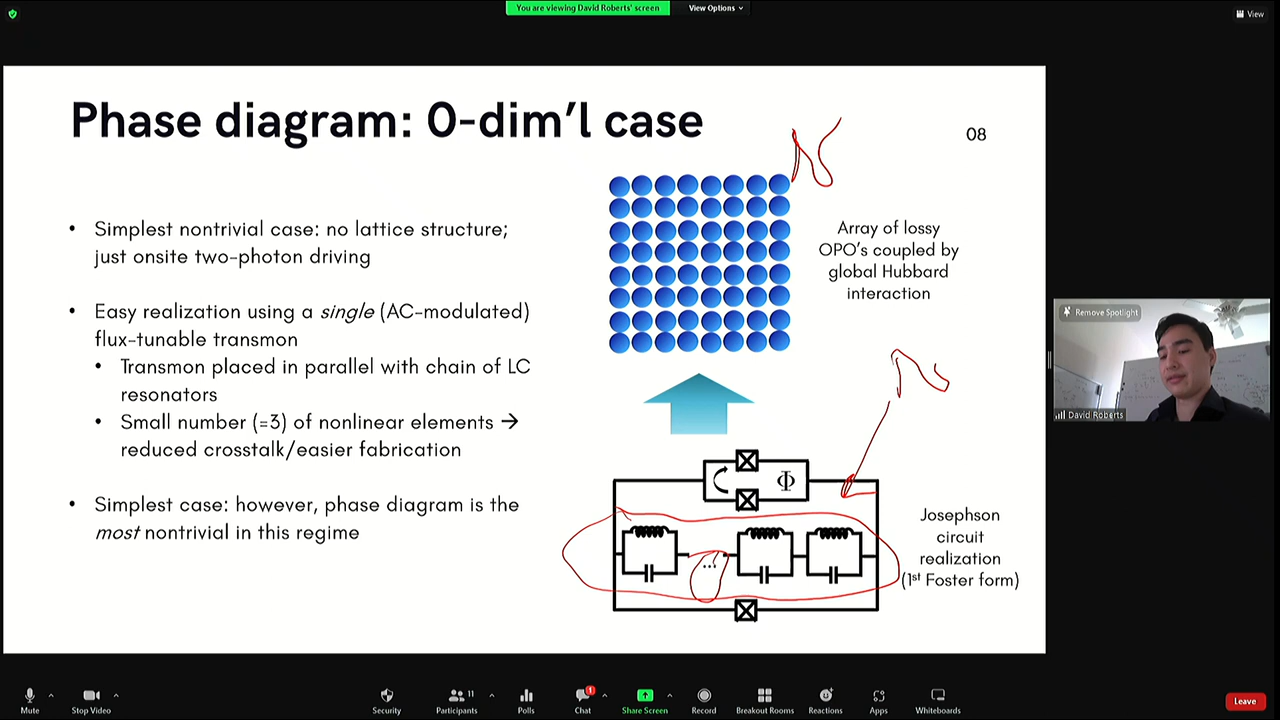 You are viewing David Roberts' screen
View Options
View
Phase diagram: 0-dim'l case
08
N
• Simplest nontrivial case: no lattice structure;
just onsite two-photon driving
• Easy realization using a single (AC-modulated)
flux-tunable transmon
• Transmon placed in parallel with chain of LC
resonators
• Small number (=3) of nonlinear elements →
reduced crosstalk/easier fabrication
• Simplest case: however, phase diagram is the
most nontrivial in this regime
Array of lossy
OPO's coupled by
global Hubbard
interaction
N
Φ
...
Josephson
circuit
realization
(1st Foster form)
Remove Spotlight
David Roberts
Mute
Stop Video
Security
Participants 11
Polls
Chat 1
Share Screen
Record
Breakout Rooms
Reactions
Apps
Whiteboards
Leave